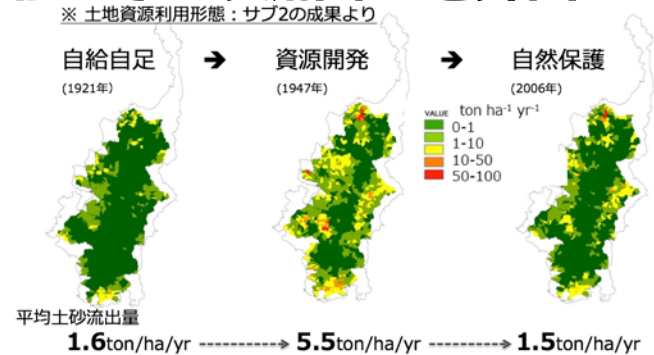 ※ 土地資源利用形態：サブ2の成果より
自給自足 → 資源開発 → 自然保護
(1921年) (1947年) (2006年)
VALUE ton ha⁻¹ yr⁻¹
0-1
1-10
10-50
50-100
平均土砂流出量
1.6ton/ha/yr ----------→ 5.5ton/ha/yr ----------→ 1.5ton/ha/yr